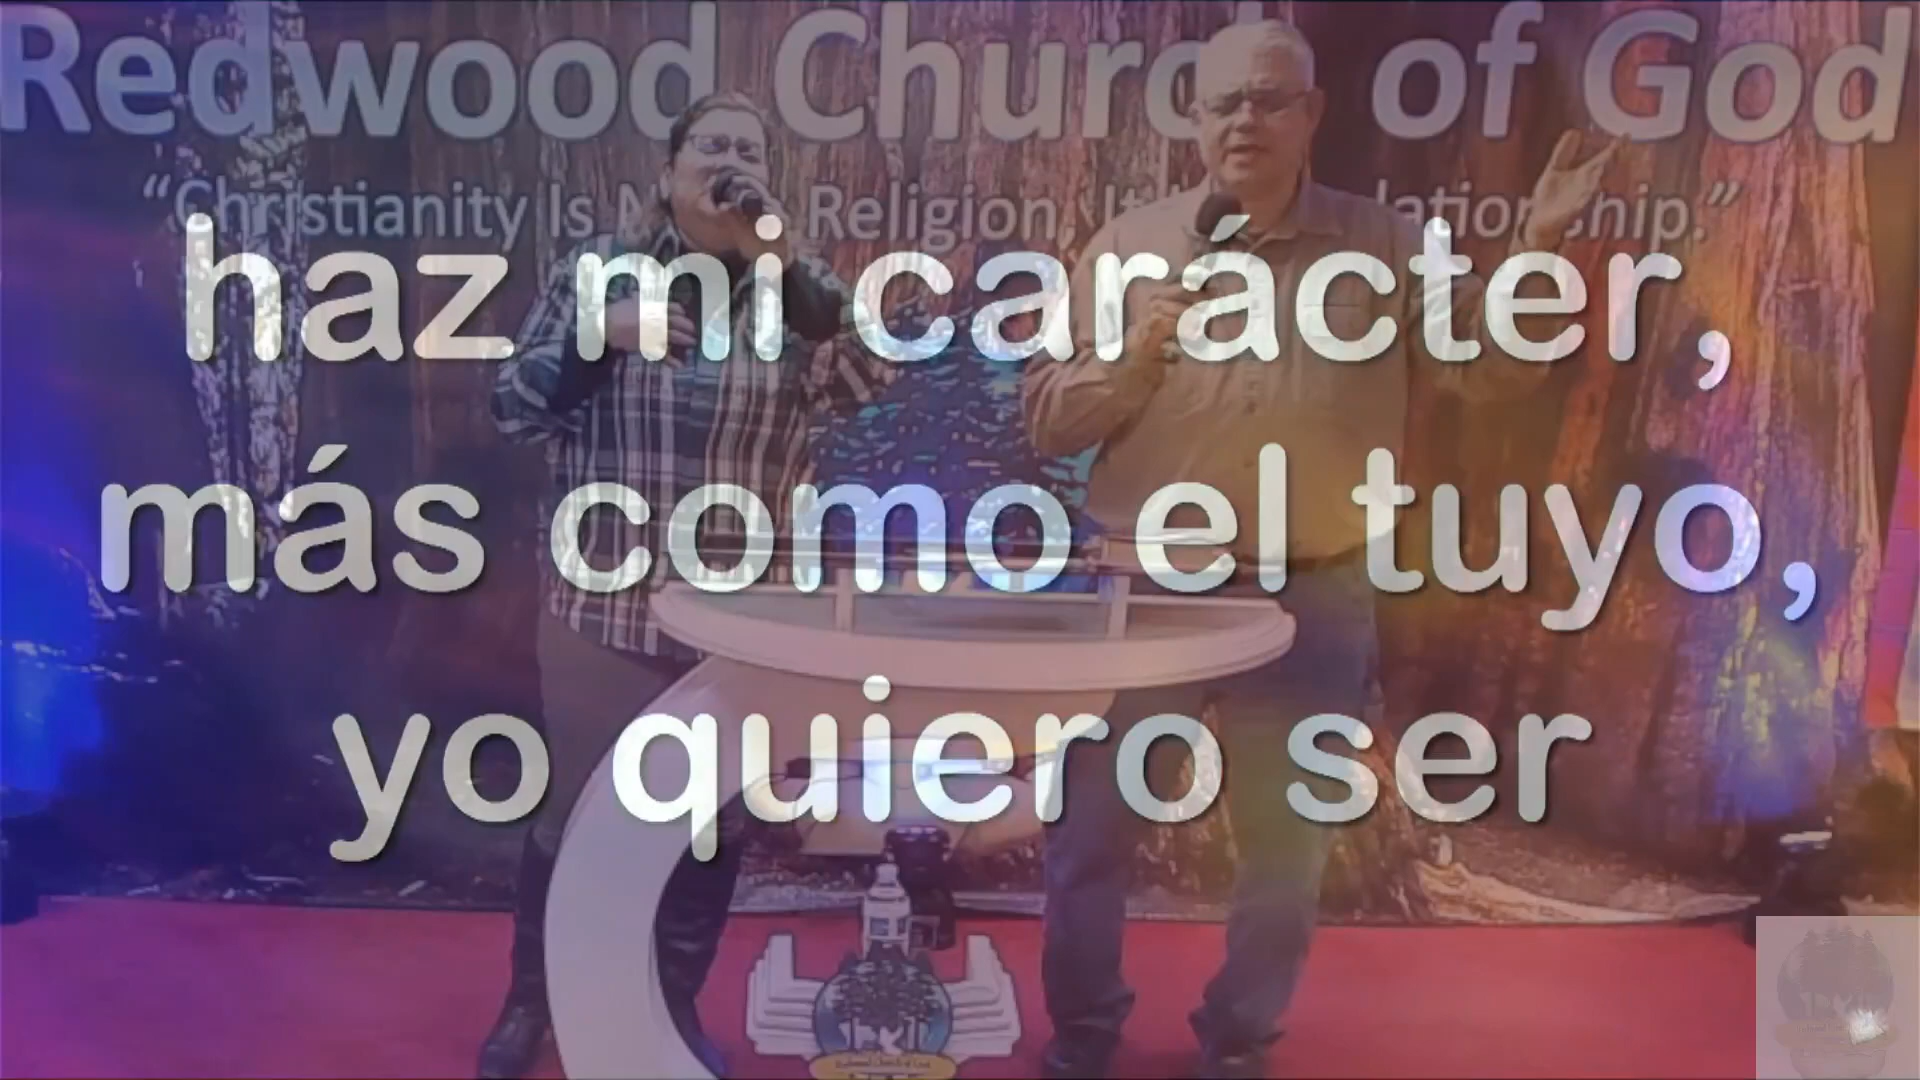 Redwood Church of God
“Christianity Is Religion,
haz mi carácter,
más como el tuyo,
yo quiero ser